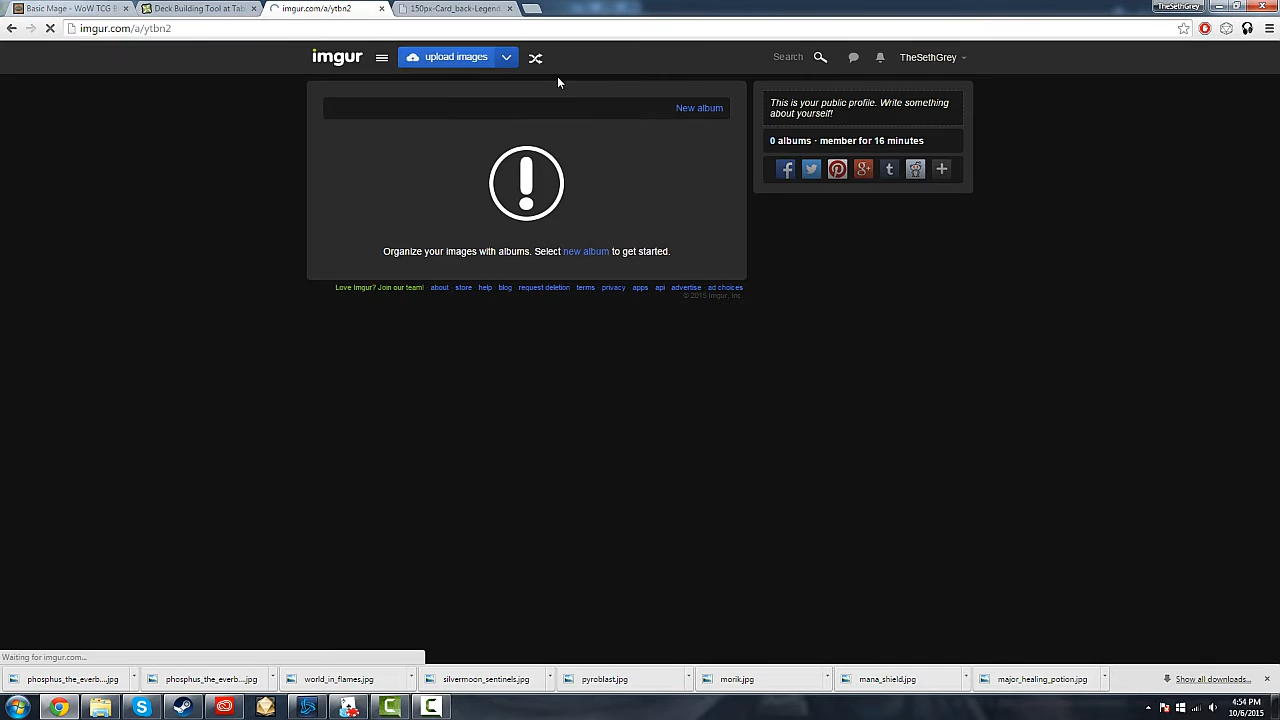 Basic Mage - WoW TCG B
Deck Building Tool at Tab
imgur.com/a/ytbn2
150px-Card_back-Legend
TheSethGrey
imgur.com/a/ytbn2
imgur
upload images
Search
TheSethGrey
New album
This is your public profile. Write something
about yourself!
0 albums - member for 16 minutes
Organize your images with albums. Select new album to get started.
Love Imgur? Join our team! about store help blog request deletion terms privacy apps api advertise ad choices
© 2015 Imgur, Inc.
Waiting for imgur.com...
phosphus_the_everb....jpg
phosphus_the_everb....jpg
world_in_flames.jpg
silvermoon_sentinels.jpg
pyroblast.jpg
morik.jpg
mana_shield.jpg
major_healing_potion.jpg
Show all downloads...
4:54 PM
10/6/2015